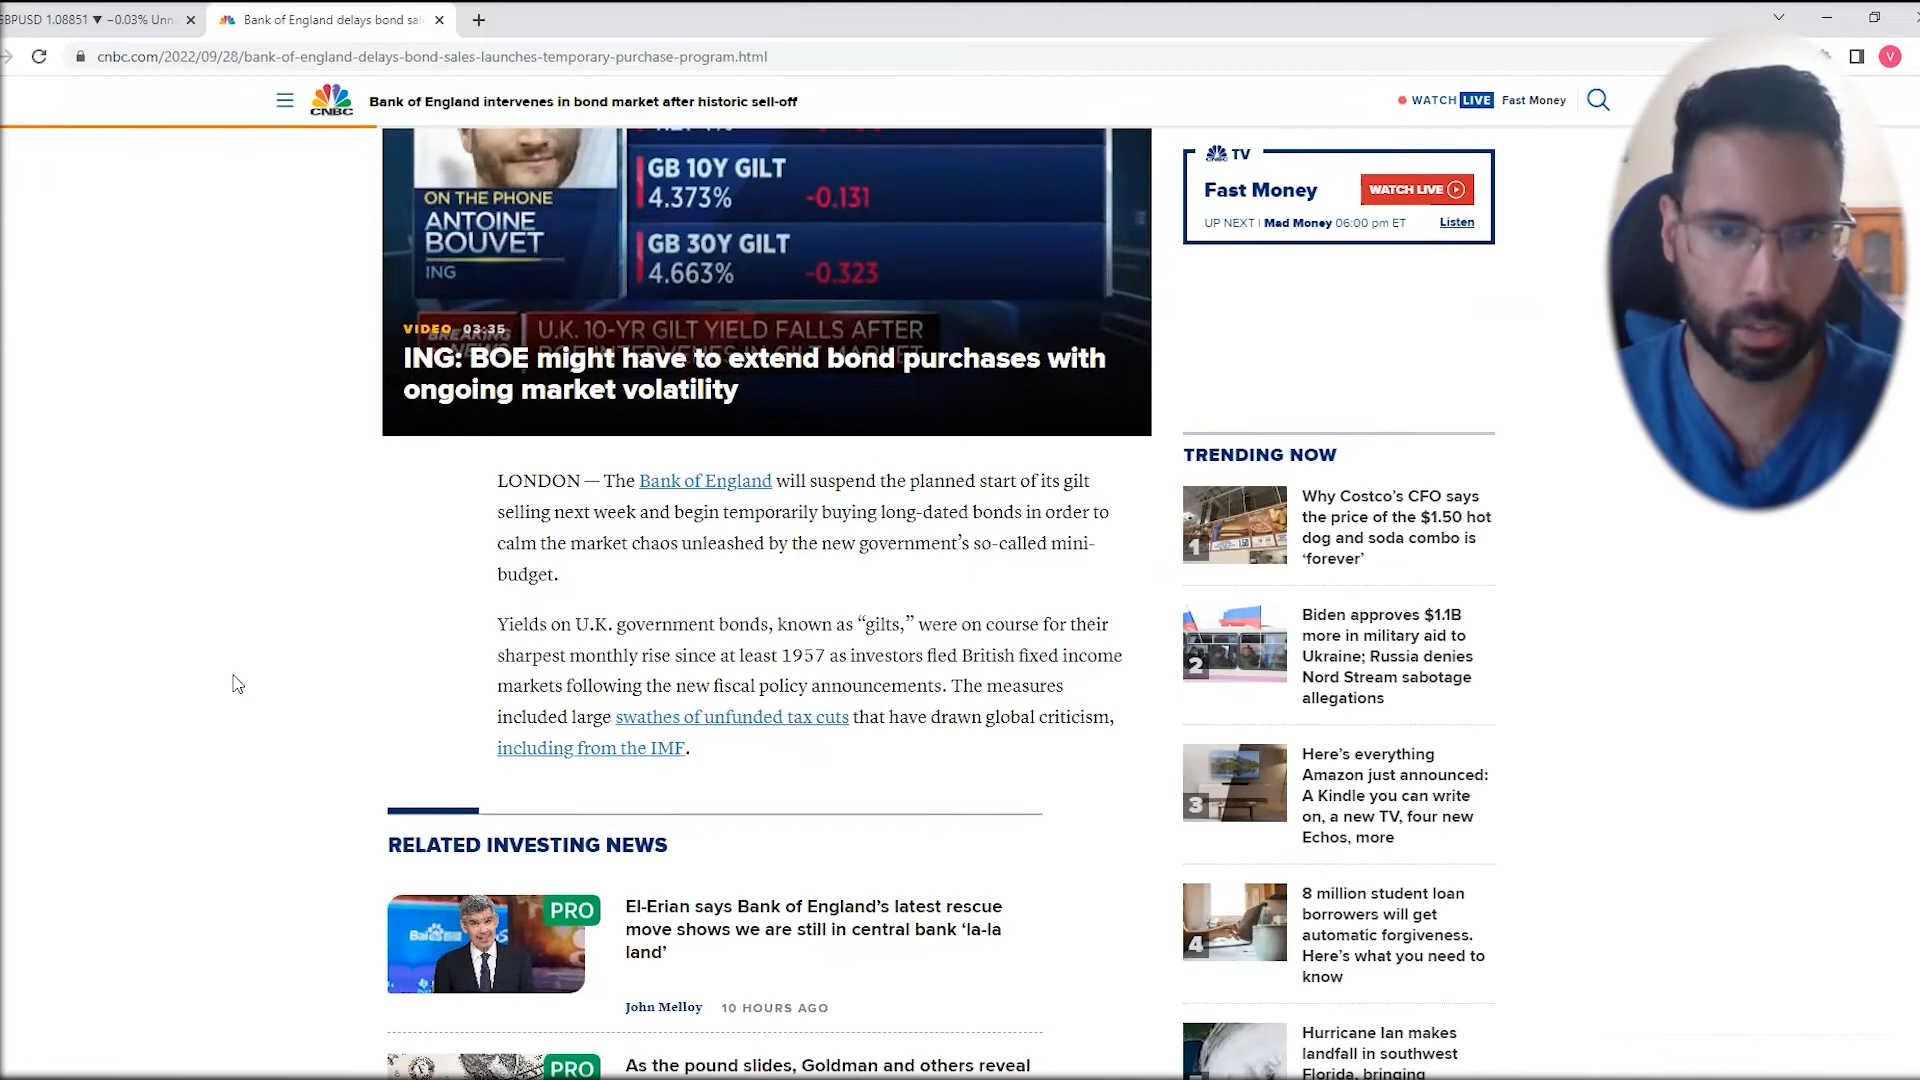 GBPUSD 1.08851 ▼ −0.03% Unn
Bank of England delays bond sal
cnbc.com/2022/09/28/bank-of-england-delays-bond-sales-launches-temporary-purchase-program.html
V
CNBC
Bank of England intervenes in bond market after historic sell-off
WATCH LIVE Fast Money
GB 10Y GILT
4.373% -0.131
GB 30Y GILT
4.663% -0.323
ON THE PHONE
ANTOINE
BOUVET
ING
U.K. 10-YR GILT YIELD FALLS AFTER
BREAKING
VIDEO 03:35
ING: BOE might have to extend bond purchases with
ongoing market volatility
TV
Fast Money
WATCH LIVE
UP NEXT | Mad Money 06:00 pm ET
Listen
LONDON — The Bank of England will suspend the planned start of its gilt
selling next week and begin temporarily buying long-dated bonds in order to
calm the market chaos unleashed by the new government’s so-called mini-
budget.
Yields on U.K. government bonds, known as “gilts,” were on course for their
sharpest monthly rise since at least 1957 as investors fled British fixed income
markets following the new fiscal policy announcements. The measures
included large swathes of unfunded tax cuts that have drawn global criticism,
including from the IMF.
RELATED INVESTING NEWS
PRO
El-Erian says Bank of England’s latest rescue
move shows we are still in central bank ‘la-la
land’
John Melloy 10 HOURS AGO
PRO
As the pound slides, Goldman and others reveal
TRENDING NOW
1
Why Costco’s CFO says
the price of the $1.50 hot
dog and soda combo is
‘forever’
2
Biden approves $1.1B
more in military aid to
Ukraine; Russia denies
Nord Stream sabotage
allegations
3
Here’s everything
Amazon just announced:
A Kindle you can write
on, a new TV, four new
Echos, more
4
8 million student loan
borrowers will get
automatic forgiveness.
Here’s what you need to
know
Hurricane Ian makes
landfall in southwest
Florida, bringing